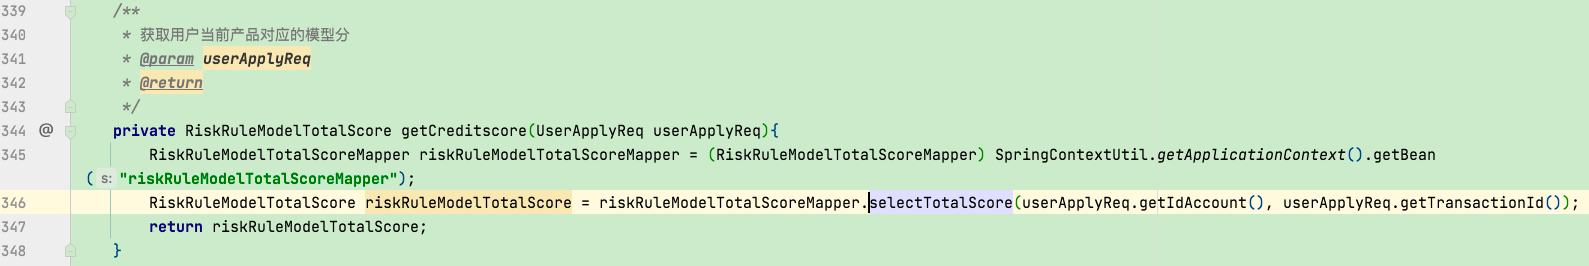 339 /**
340 * 获取用户当前产品对应的模型分
341 * @param userApplyReq
342 * @return
343 */
344 @ private RiskRuleModelTotalScore getCreditscore(UserApplyReq userApplyReq){
345 RiskRuleModelTotalScoreMapper riskRuleModelTotalScoreMapper = (RiskRuleModelTotalScoreMapper) SpringContextUtil.getApplicationContext().getBean
( s: "riskRuleModelTotalScoreMapper");
346 RiskRuleModelTotalScore riskRuleModelTotalScore = riskRuleModelTotalScoreMapper.selectTotalScore(userApplyReq.getIdAccount(), userApplyReq.getTransactionId());
347 return riskRuleModelTotalScore;
348 }